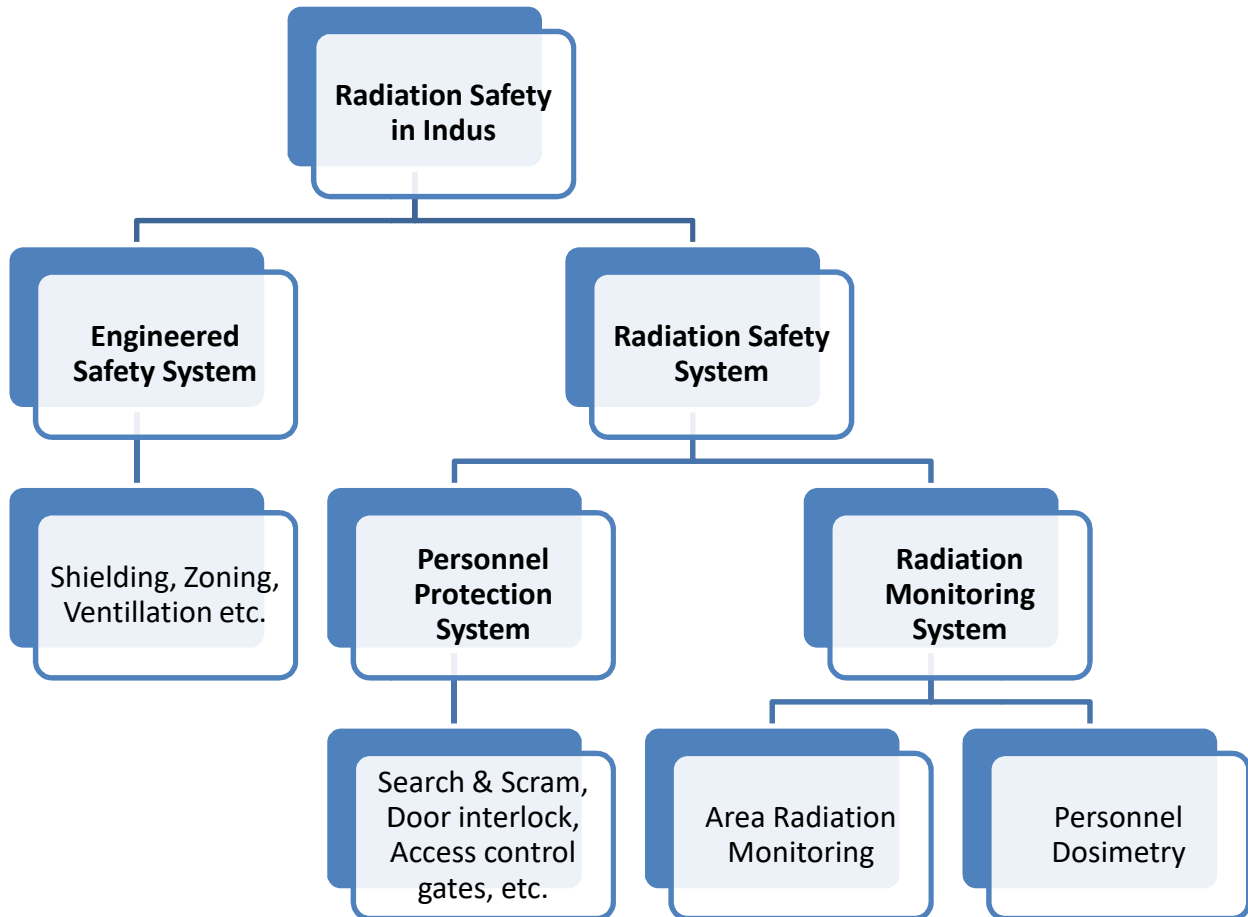 Radiation Safety
in Indus
Engineered
Safety System
Radiation Safety
System
Shielding, Zoning,
Ventillation etc.
Personnel
Protection
System
Radiation
Monitoring
System
Search & Scram,
Door interlock,
Access control
gates, etc.
Area Radiation
Monitoring
Personnel
Dosimetry